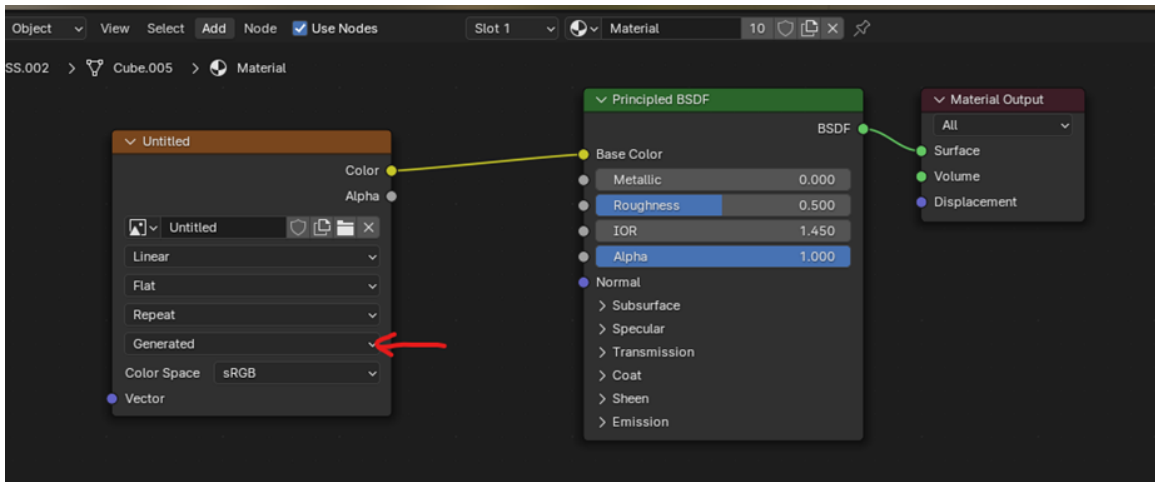 Object View Select Add Node Use Nodes Slot 1 Material 10
SS.002 > Cube.005 > Material
Untitled
Color
Alpha
Untitled
Linear
Flat
Repeat
Generated
Color Space sRGB
Vector
Principled BSDF
BSDF
Base Color
Metallic 0.000
Roughness 0.500
IOR 1.450
Alpha 1.000
Normal
Subsurface
Specular
Transmission
Coat
Sheen
Emission
Material Output
All
Surface
Volume
Displacement